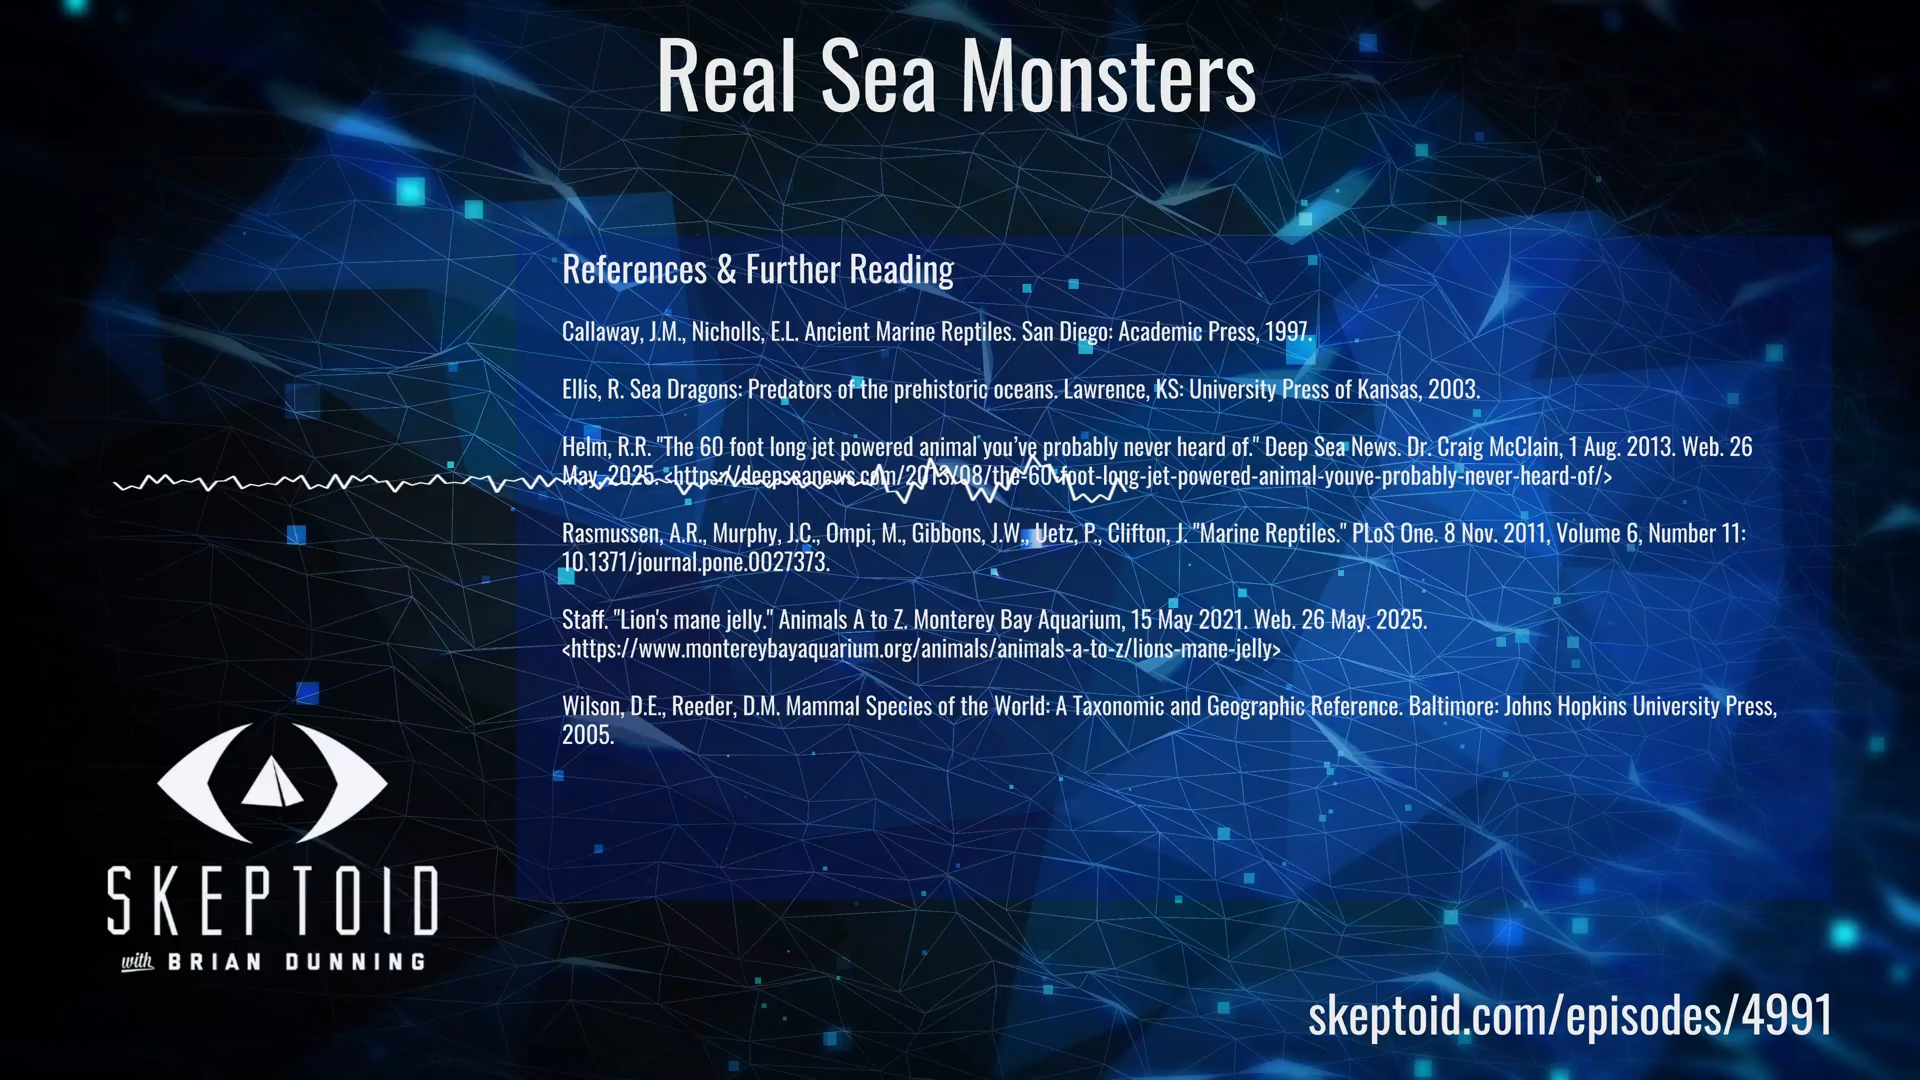 Real Sea Monsters
References & Further Reading
Callaway, J.M., Nicholls, E.L. Ancient Marine Reptiles. San Diego: Academic Press, 1997.
Ellis, R. Sea Dragons: Predators of the prehistoric oceans. Lawrence, KS: University Press of Kansas, 2003.
Helm, R.R. "The 60 foot long jet powered animal you’ve probably never heard of." Deep Sea News. Dr. Craig McClain, 1 Aug. 2013. Web. 26
May. 2025. <https://deepseanews.com/2013/08/the-60-foot-long-jet-powered-animal-youve-probably-never-heard-of/>
Rasmussen, A.R., Murphy, J.C., Ompi, M., Gibbons, J.W., Uetz, P., Clifton, J. "Marine Reptiles." PLoS One. 8 Nov. 2011, Volume 6, Number 11:
10.1371/journal.pone.0027373.
Staff. "Lion's mane jelly." Animals A to Z. Monterey Bay Aquarium, 15 May 2021. Web. 26 May. 2025.
<https://www.montereybayaquarium.org/animals/animals-a-to-z/lions-mane-jelly>
Wilson, D.E., Reeder, D.M. Mammal Species of the World: A Taxonomic and Geographic Reference. Baltimore: Johns Hopkins University Press,
2005.
SKEPTOID
with BRIAN DUNNING
skeptoid.com/episodes/4991